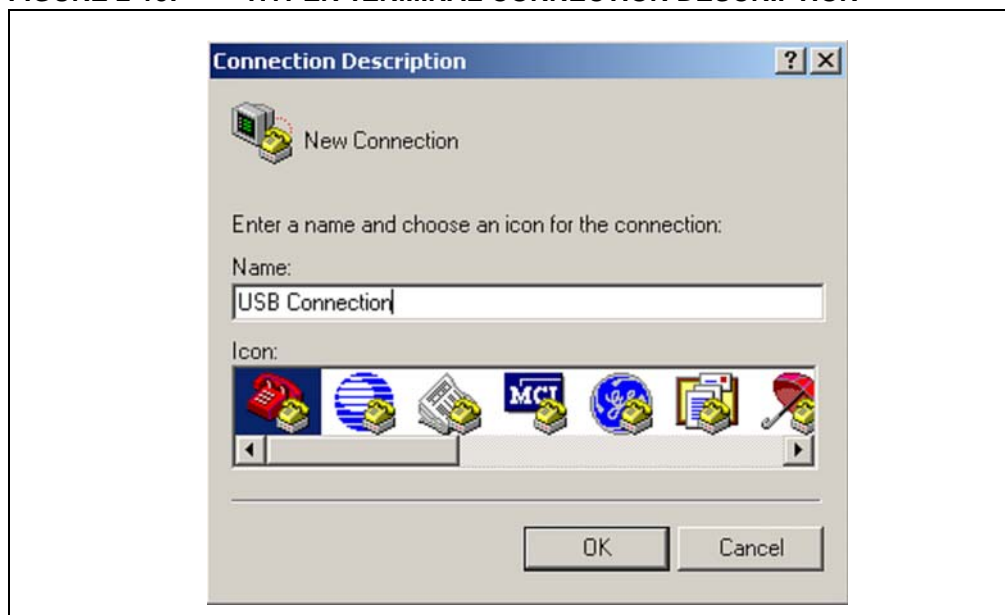 Connection Description
New Connection
Enter a name and choose an icon for the connection:
Name:
USB Connection
Icon:
MCI
OK
Cancel